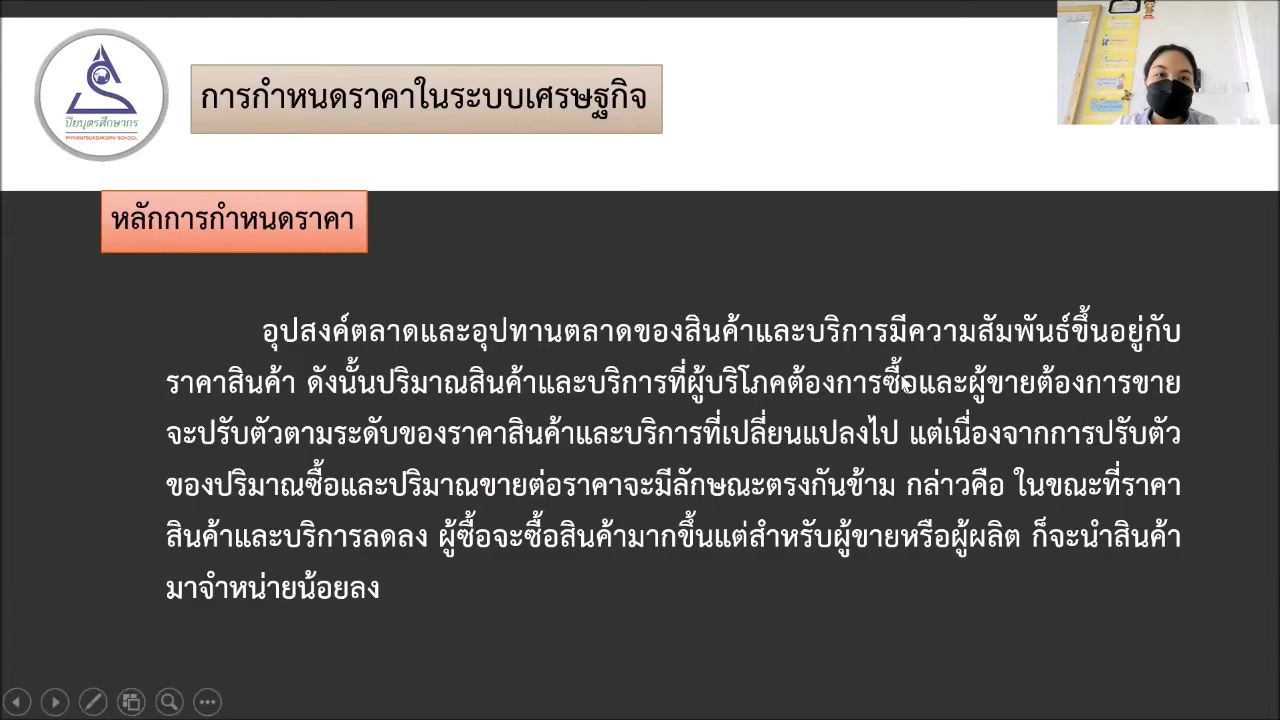 การกำหนดราคาในระบบเศรษฐกิจ
ปิยบุตรศึกษากร
PIYABUTSUKSAKORN SCHOOL
หลักการกำหนดราคา
อุปสงค์ตลาดและอุปทานตลาดของสินค้าและบริการมีความสัมพันธ์ขึ้นอยู่กับ
ราคาสินค้า ดังนั้นปริมาณสินค้าและบริการที่ผู้บริโภคต้องการซื้อและผู้ขายต้องการขาย
จะปรับตัวตามระดับของราคาสินค้าและบริการที่เปลี่ยนแปลงไป แต่เนื่องจากการปรับตัว
ของปริมาณซื้อและปริมาณขายต่อราคาจะมีลักษณะตรงกันข้าม กล่าวคือ ในขณะที่ราคา
สินค้าและบริการลดลง ผู้ซื้อจะซื้อสินค้ามากขึ้นแต่สำหรับผู้ขายหรือผู้ผลิต ก็จะนำสินค้า
มาจำหน่ายน้อยลง